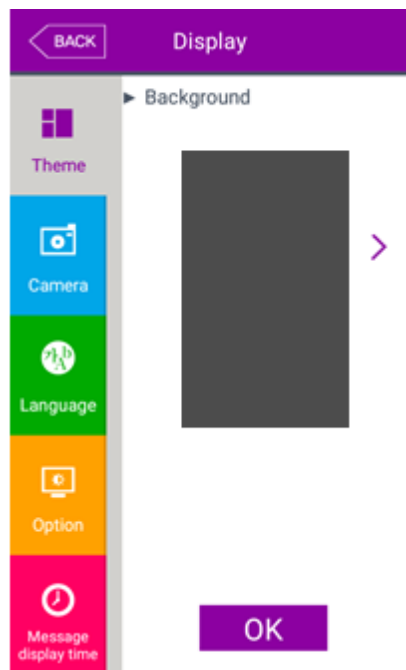 BACK
Display
Theme
► Background
Camera
Language
Option
Message
display time
OK